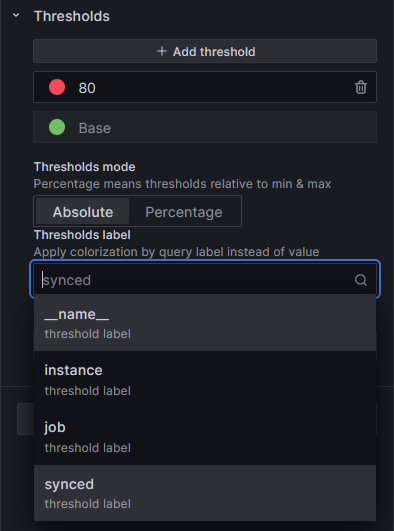 Thresholds
+ Add threshold
80
Base
Thresholds mode
Percentage means thresholds relative to min & max
Absolute Percentage
Thresholds label
Apply colorization by query label instead of value
synced
__name__
threshold label
instance
threshold label
job
threshold label
synced
threshold label